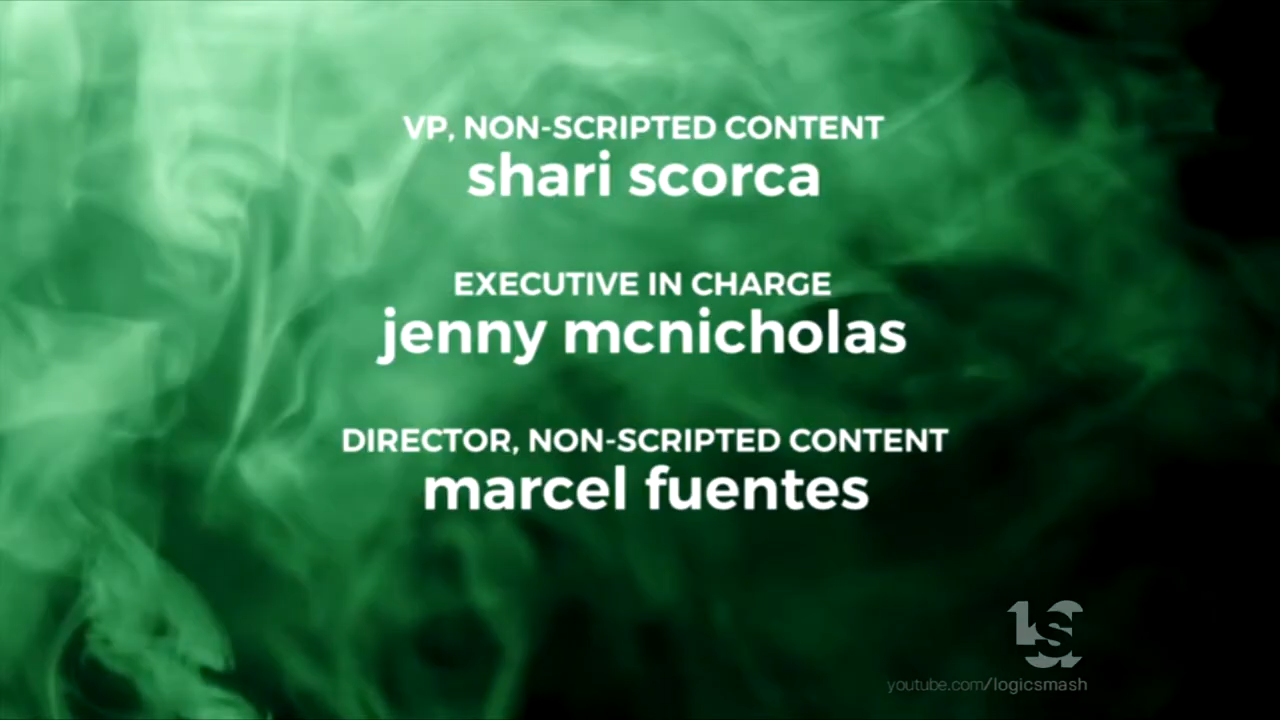 VP, NON-SCRIPTED CONTENT
shari scorca
EXECUTIVE IN CHARGE
jenny mcnicholas
DIRECTOR, NON-SCRIPTED CONTENT
marcel fuentes
LS
youtube.com/logicsmash